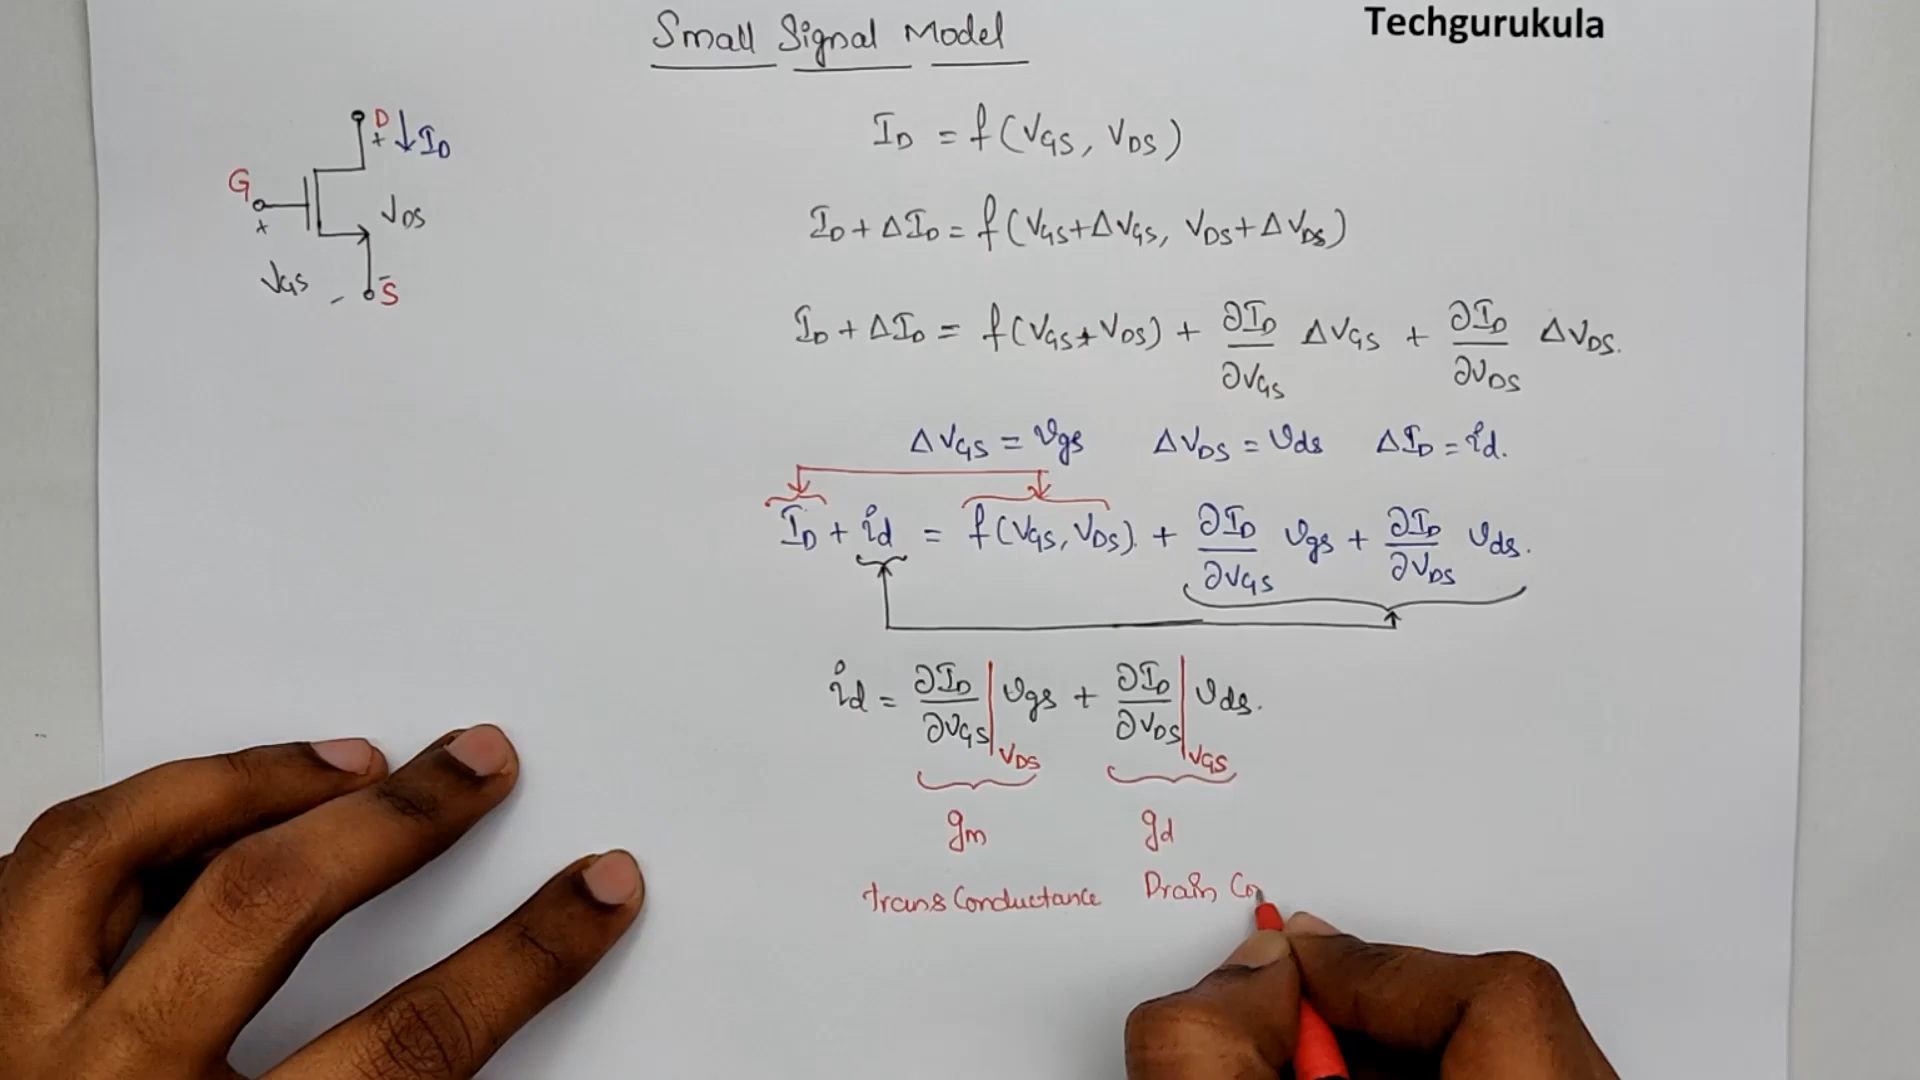 Small Signal Model
Techgurukula
D
+ ↓ I_D
G
+
V_DS
V_GS
- S
-
I_D = f(V_GS, V_DS)
I_D + ΔI_D = f(V_GS+ΔV_GS, V_DS+ΔV_DS)
I_D + ΔI_D = f(V_GS+V_DS) + ∂I_D/∂V_GS ΔV_GS + ∂I_D/∂V_DS ΔV_DS.
ΔV_GS = v_gs ΔV_DS = v_ds ΔI_D = i_d.
I_D + i_d = f(V_GS, V_DS) + ∂I_D/∂V_GS v_gs + ∂I_D/∂V_DS v_ds.
i_d = ∂I_D/∂V_GS |V_DS v_gs + ∂I_D/∂V_DS |V_GS v_ds.
g_m g_d
trans Conductance Drain Co